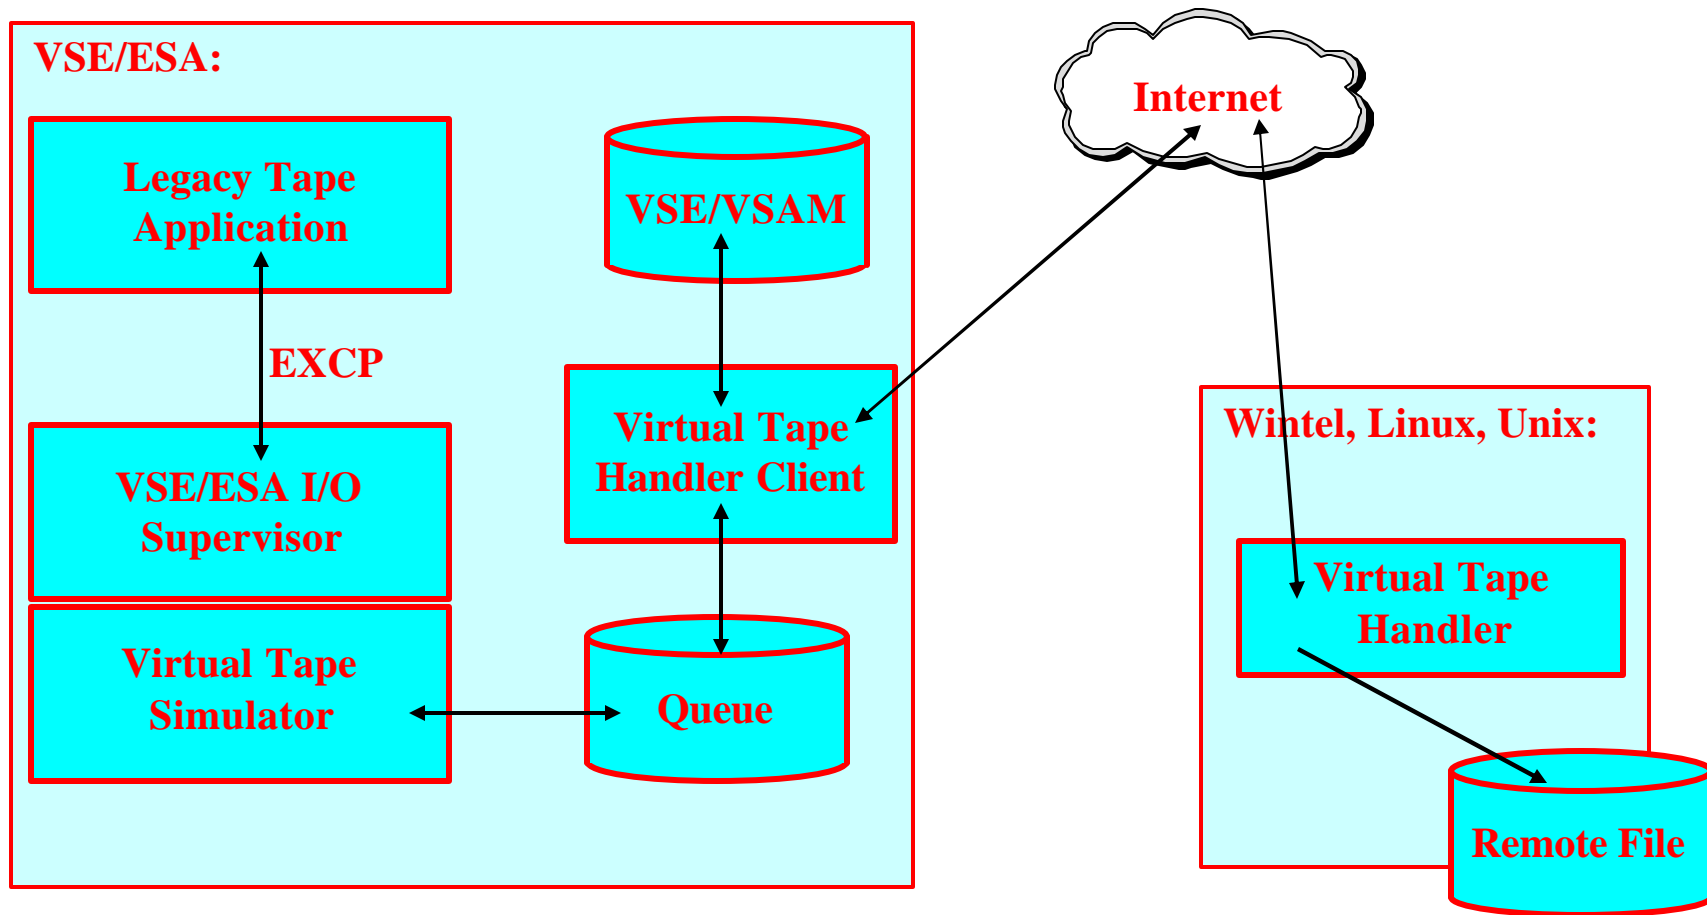 VSE/ESA:
Legacy Tape
Application
EXCP
VSE/ESA I/O
Supervisor
Virtual Tape
Simulator
VSE/VSAM
Virtual Tape
Handler Client
Queue
Internet
Wintel, Linux, Unix:
Virtual Tape
Handler
Remote File